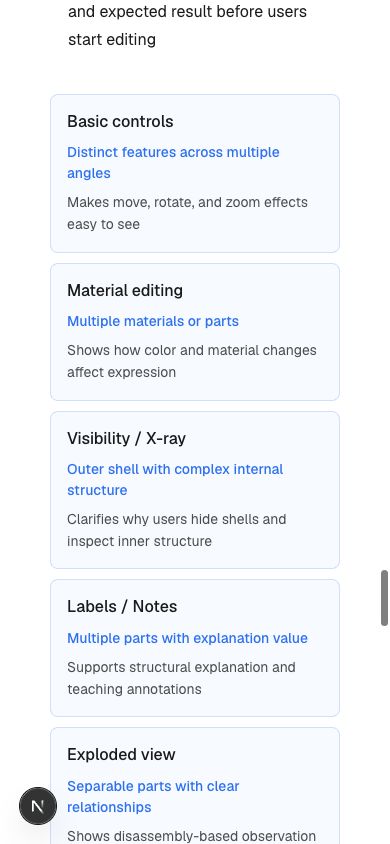 and expected result before users
start editing
Basic controls
Distinct features across multiple
angles
Makes move, rotate, and zoom effects
easy to see
Material editing
Multiple materials or parts
Shows how color and material changes
affect expression
Visibility / X-ray
Outer shell with complex internal
structure
Clarifies why users hide shells and
inspect inner structure
Labels / Notes
Multiple parts with explanation value
Supports structural explanation and
teaching annotations
Exploded view
Separable parts with clear
relationships
Shows disassembly-based observation
N